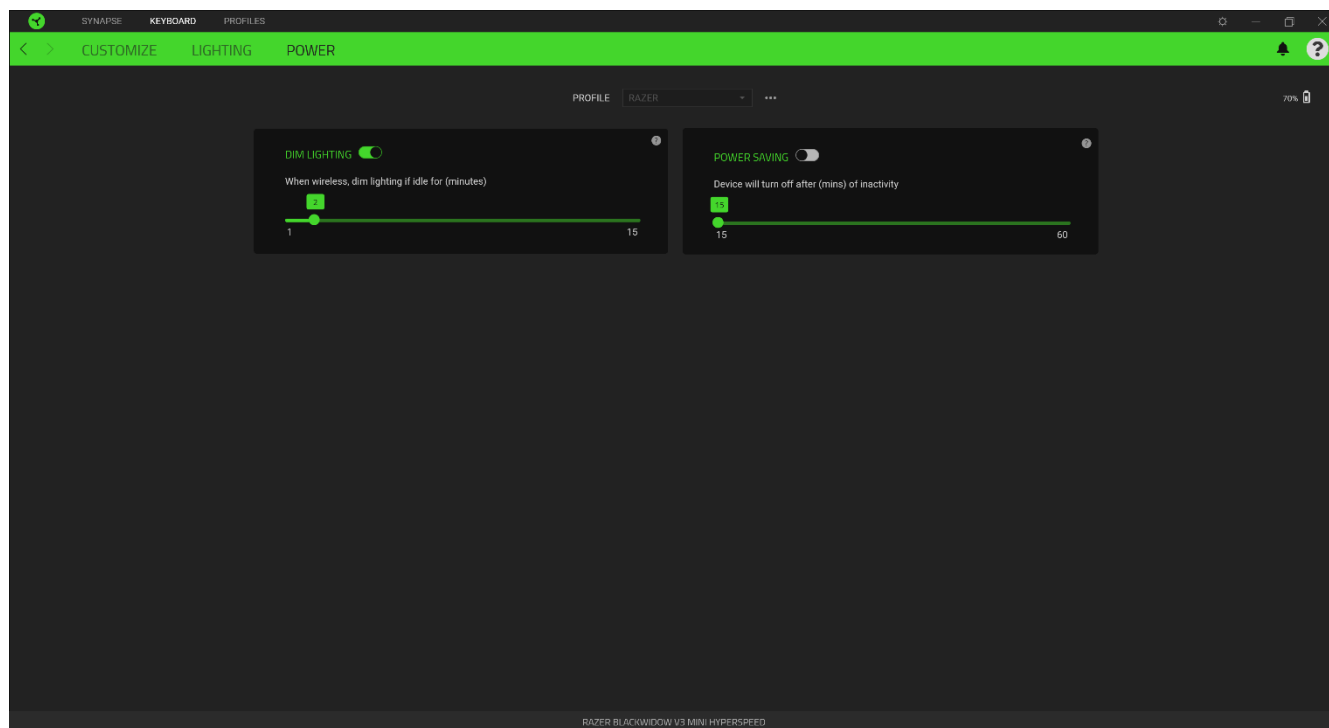 SYNAPSE KEYBOARD PROFILES
CUSTOMIZE LIGHTING POWER
PROFILE RAZER
70%
DIM LIGHTING
When wireless, dim lighting if idle for (minutes)
2
1 15
POWER SAVING
Device will turn off after (mins) of inactivity
15
15 60
RAZER BLACKWIDOW V3 MINI HYPERSPEED